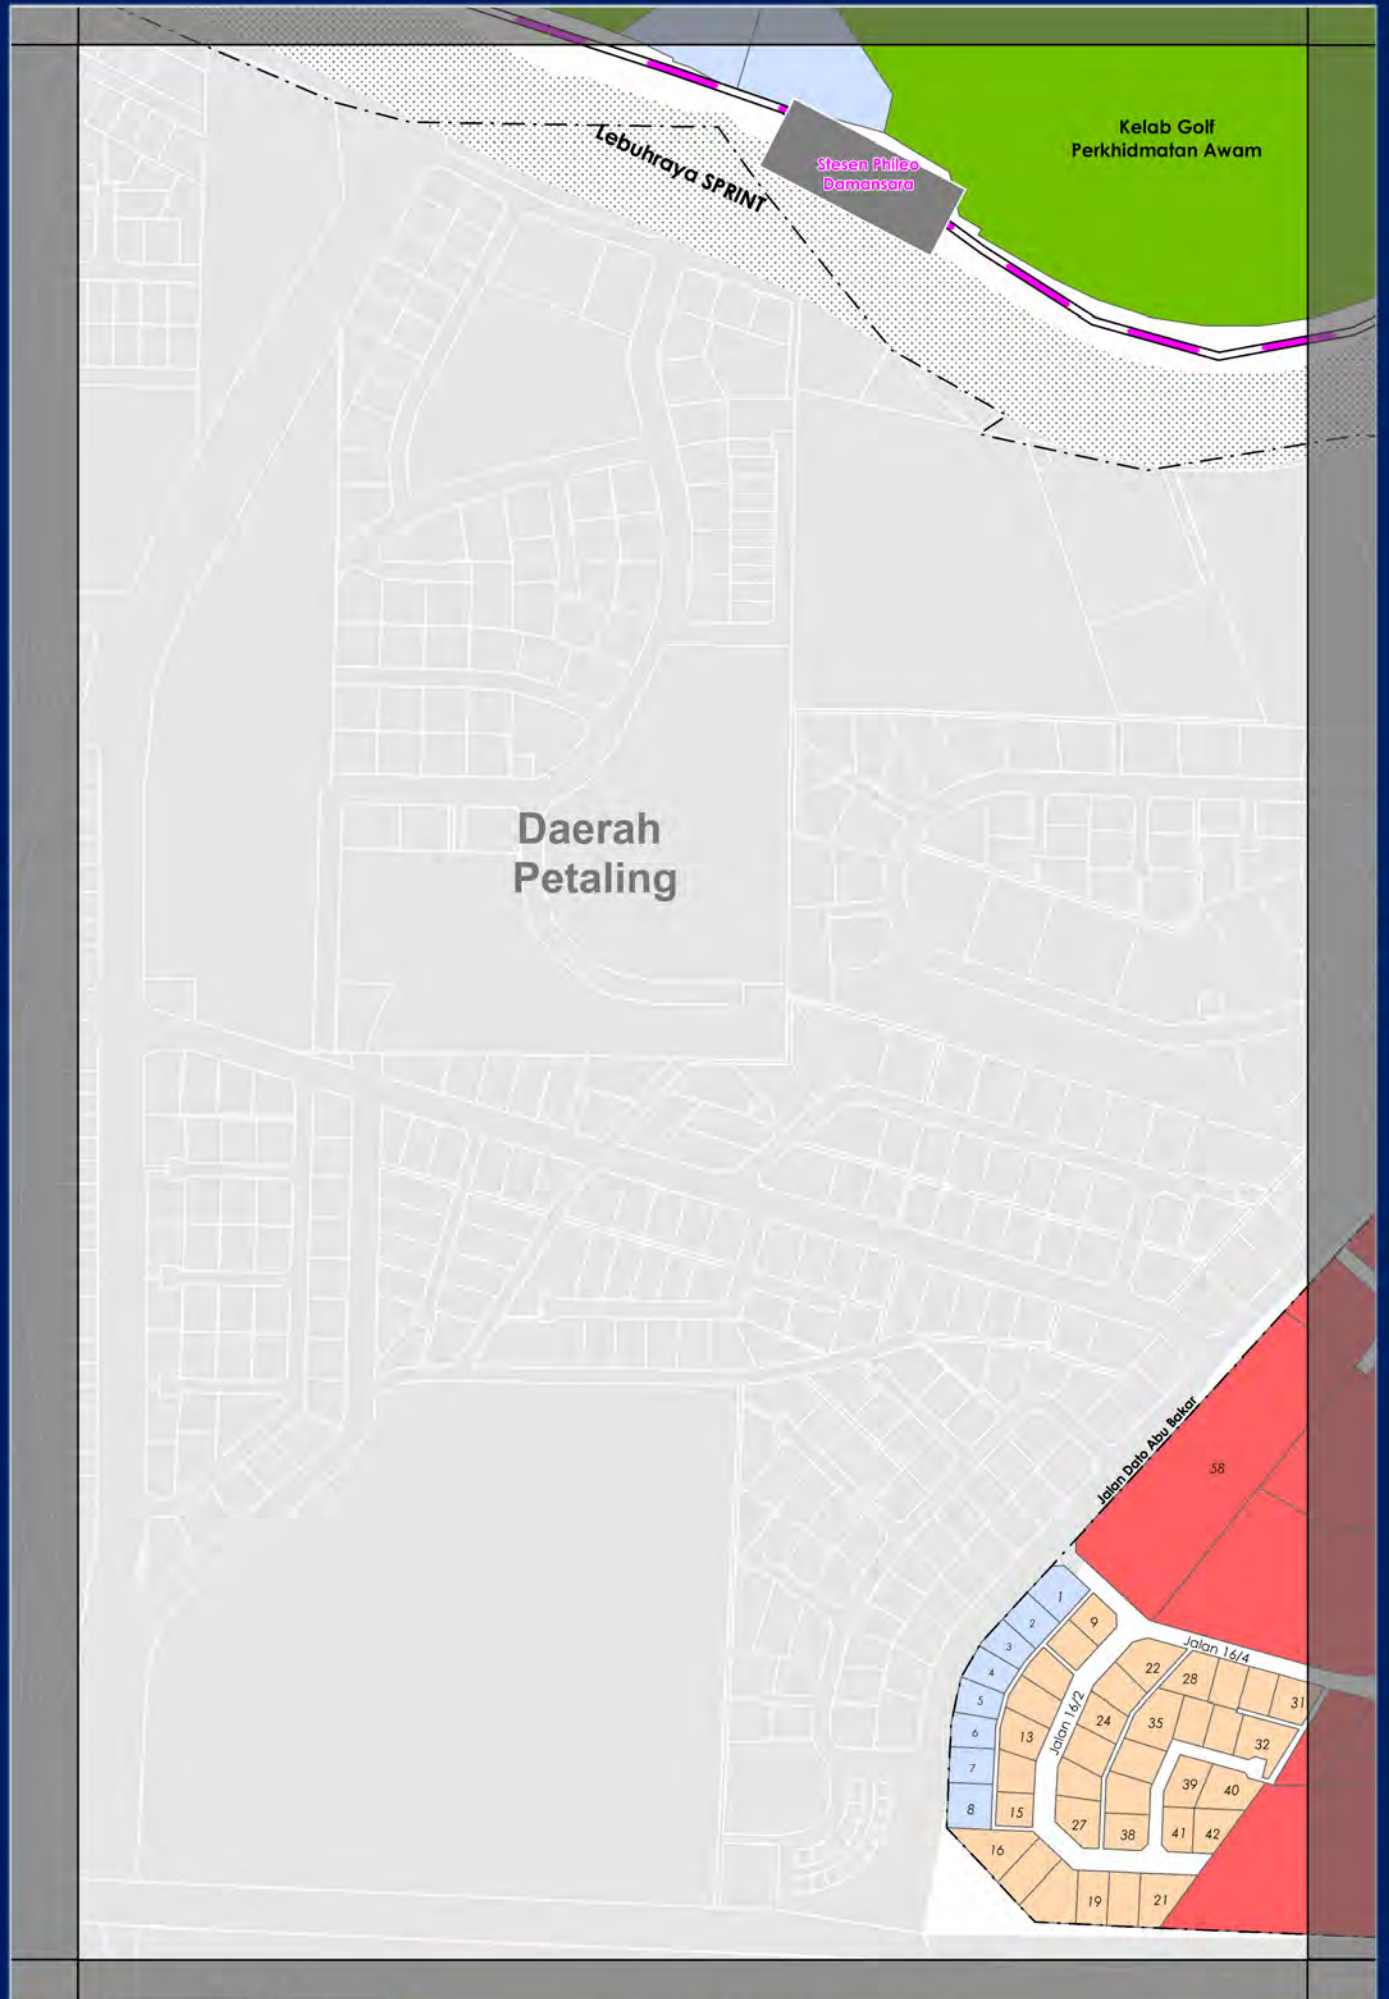 Kelab Golf
Perkhidmatan Awam
Lebuhraya SPRINT
Stesen Phileo
Damansara
Daerah
Petaling
Jalan Dato Abu Bakar
58
1
2
3
4
5
6
7
8
9
13
15
16
Jalan 16/4
Jalan 16/2
22
28
31
24
35
32
39
40
27
38
41
42
19
21